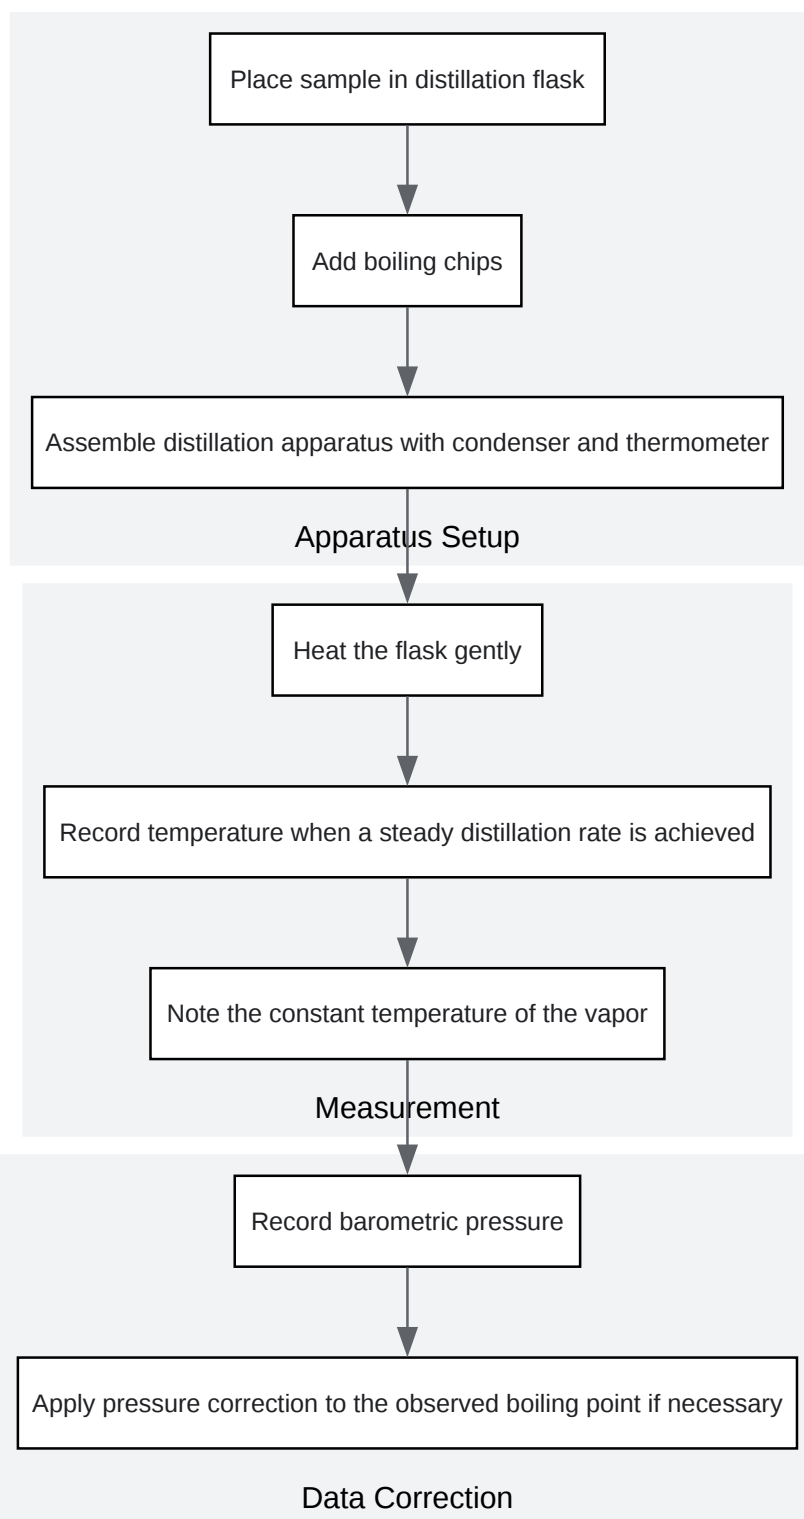 Place sample in distillation flask
Add boiling chips
Assemble distillation apparatus with condenser and thermometer
Apparatus Setup
Heat the flask gently
Record temperature when a steady distillation rate is achieved
Note the constant temperature of the vapor
Measurement
Record barometric pressure
Apply pressure correction to the observed boiling point if necessary
Data Correction